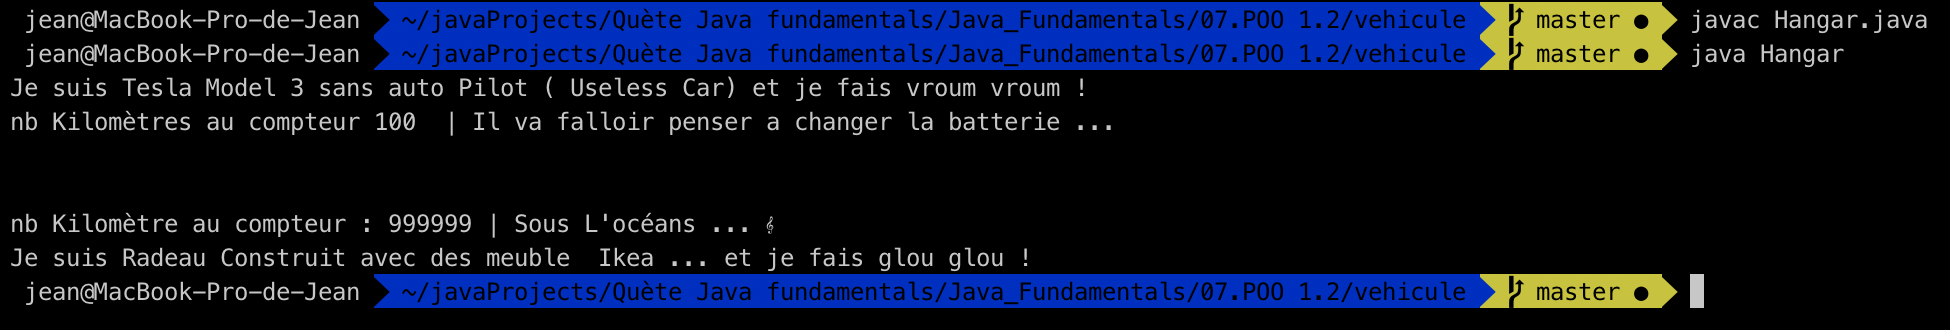 jean@MacBook-Pro-de-Jean ~/javaProjects/Quète Java fundamentals/Java_Fundamentals/07.POO 1.2/vehicule master ● javac Hangar.java
jean@MacBook-Pro-de-Jean ~/javaProjects/Quète Java fundamentals/Java_Fundamentals/07.POO 1.2/vehicule master ● java Hangar
Je suis Tesla Model 3 sans auto Pilot ( Useless Car) et je fais vroum vroum !
nb Kilomètres au compteur 100  | Il va falloir penser a changer la batterie ...
nb Kilomètre au compteur : 999999 | Sous L'océans ... 𝄞
Je suis Radeau Construit avec des meuble  Ikea ... et je fais glou glou !
jean@MacBook-Pro-de-Jean ~/javaProjects/Quète Java fundamentals/Java_Fundamentals/07.POO 1.2/vehicule master ●